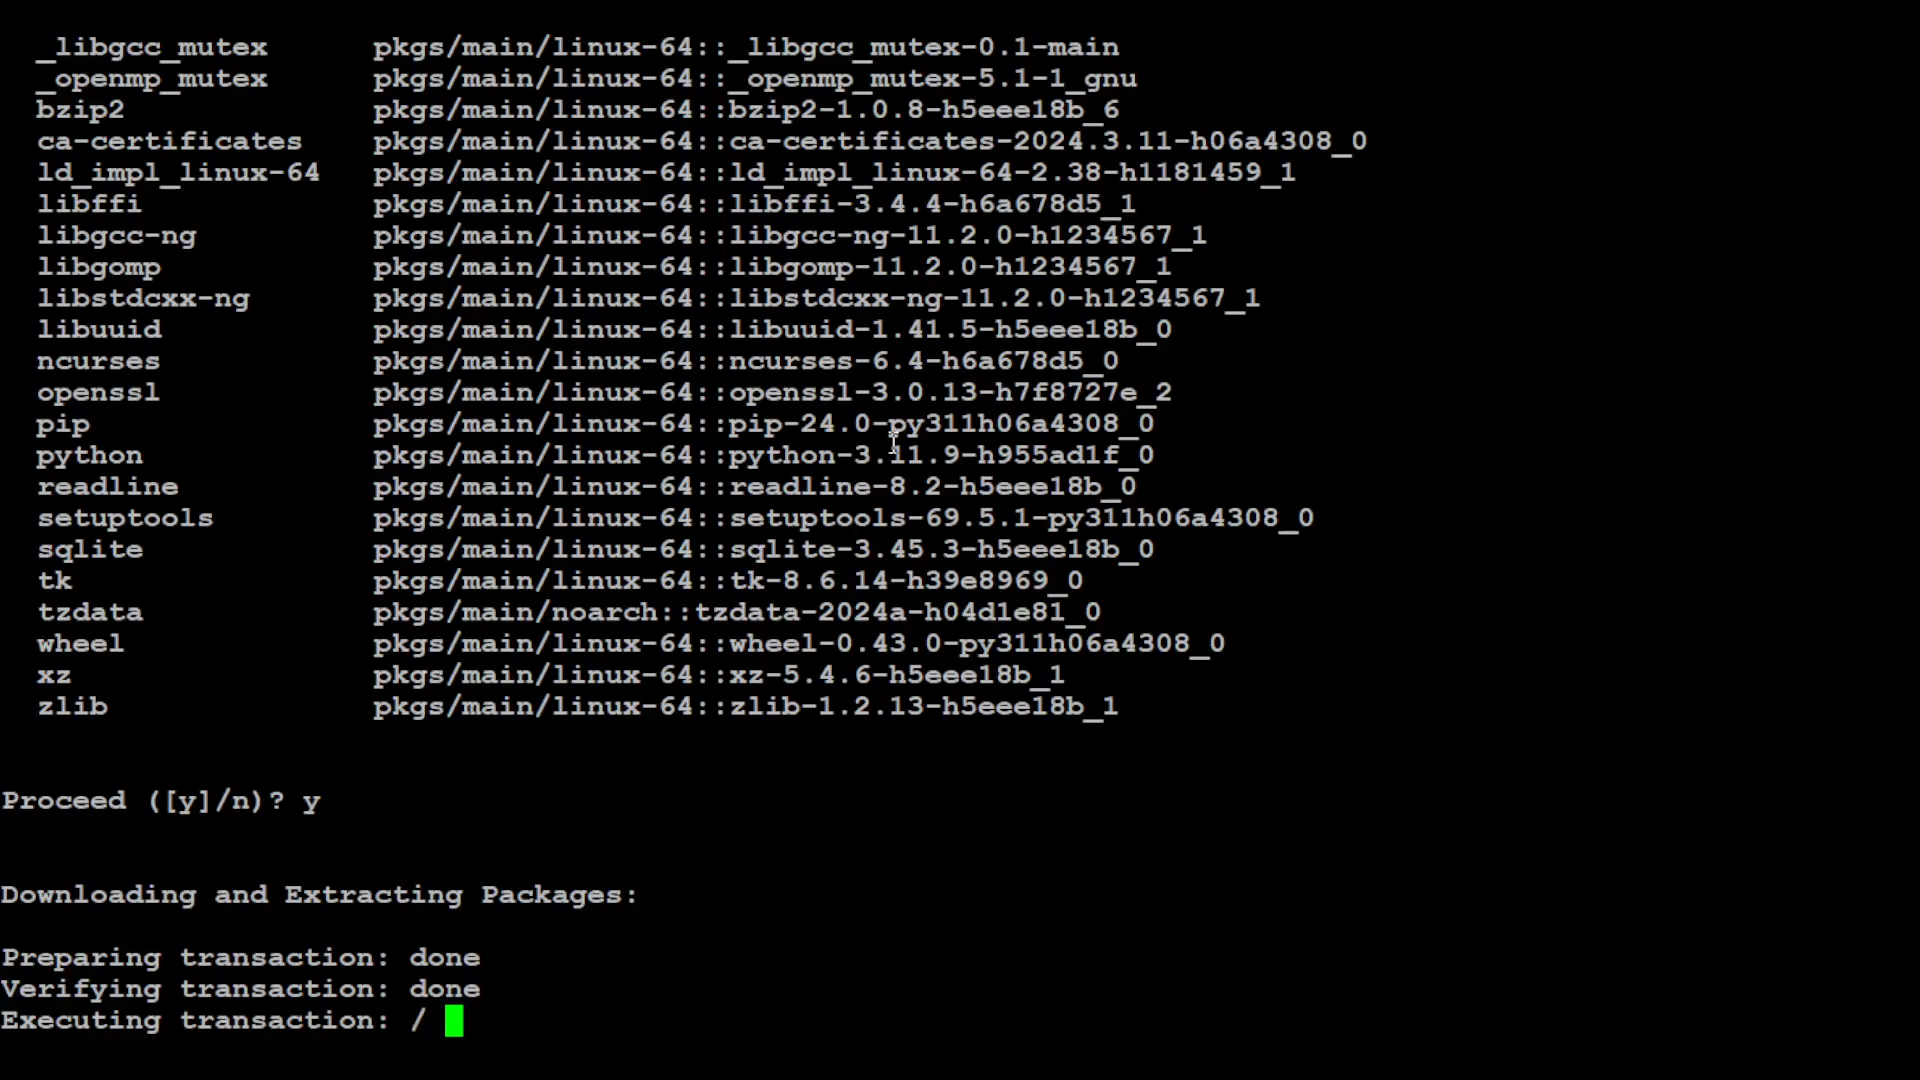 _libgcc_mutex pkgs/main/linux-64::_libgcc_mutex-0.1-main
_openmp_mutex pkgs/main/linux-64::_openmp_mutex-5.1-1_gnu
bzip2 pkgs/main/linux-64::bzip2-1.0.8-h5eee18b_6
ca-certificates pkgs/main/linux-64::ca-certificates-2024.3.11-h06a4308_0
ld_impl_linux-64 pkgs/main/linux-64::ld_impl_linux-64-2.38-h1181459_1
libffi pkgs/main/linux-64::libffi-3.4.4-h6a678d5_1
libgcc-ng pkgs/main/linux-64::libgcc-ng-11.2.0-h1234567_1
libgomp pkgs/main/linux-64::libgomp-11.2.0-h1234567_1
libstdcxx-ng pkgs/main/linux-64::libstdcxx-ng-11.2.0-h1234567_1
libuuid pkgs/main/linux-64::libuuid-1.41.5-h5eee18b_0
ncurses pkgs/main/linux-64::ncurses-6.4-h6a678d5_0
openssl pkgs/main/linux-64::openssl-3.0.13-h7f8727e_2
pip pkgs/main/linux-64::pip-24.0-py311h06a4308_0
python pkgs/main/linux-64::python-3.11.9-h955ad1f_0
readline pkgs/main/linux-64::readline-8.2-h5eee18b_0
setuptools pkgs/main/linux-64::setuptools-69.5.1-py311h06a4308_0
sqlite pkgs/main/linux-64::sqlite-3.45.3-h5eee18b_0
tk pkgs/main/linux-64::tk-8.6.14-h39e8969_0
tzdata pkgs/main/noarch::tzdata-2024a-h04d1e81_0
wheel pkgs/main/linux-64::wheel-0.43.0-py311h06a4308_0
xz pkgs/main/linux-64::xz-5.4.6-h5eee18b_1
zlib pkgs/main/linux-64::zlib-1.2.13-h5eee18b_1
Proceed ([y]/n)? y
Downloading and Extracting Packages:
Preparing transaction: done
Verifying transaction: done
Executing transaction: /